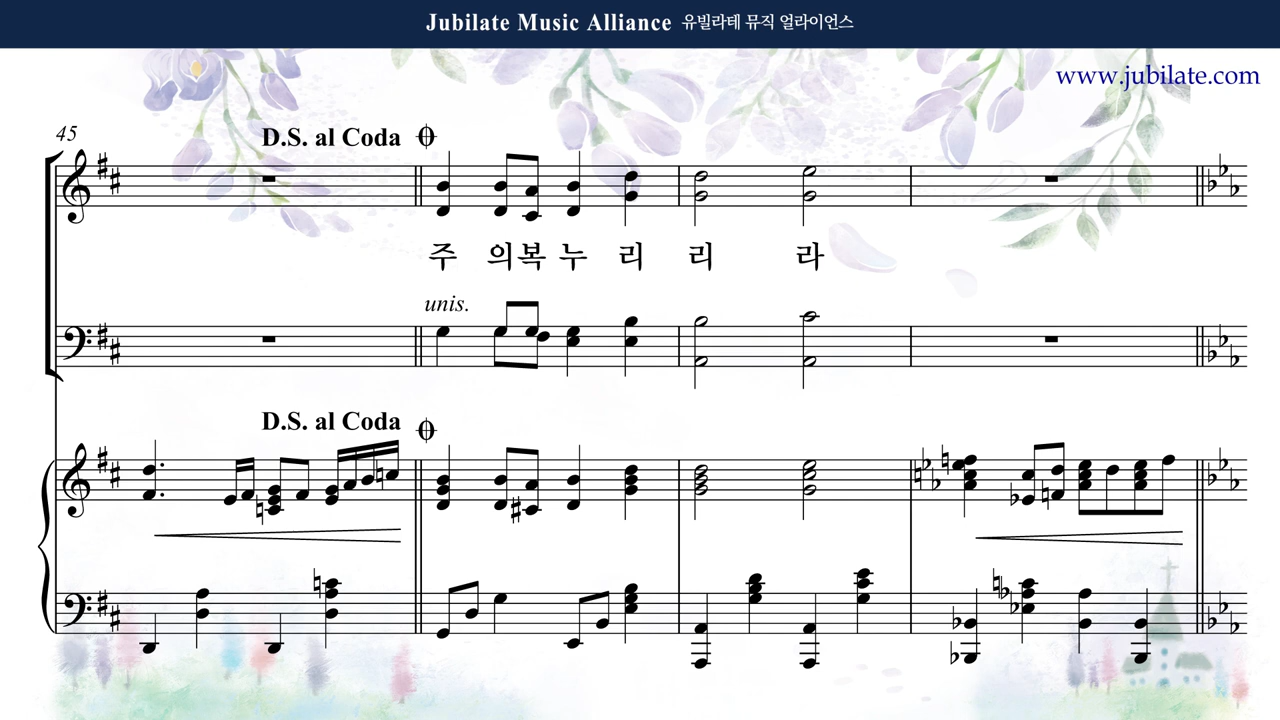 Jubilate Music Alliance 유빌라테 뮤직 얼라이언스
www.jubilate.com
45
D.S. al Coda
주 의복 누 리 리 라
unis.
D.S. al Coda